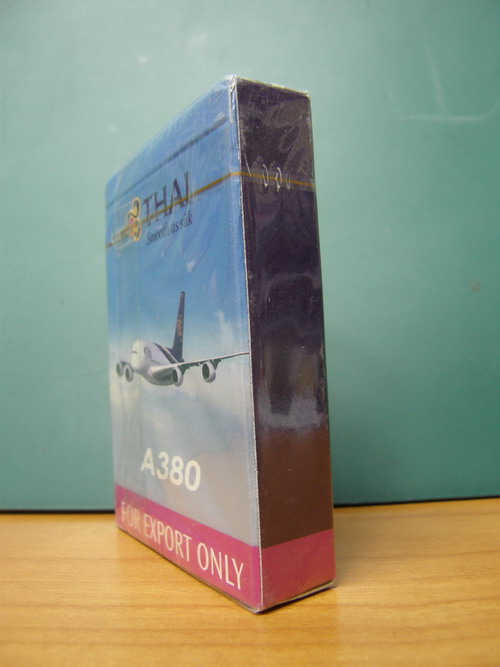 THAI
Smooth as silk
A380
FOR EXPORT ONLY